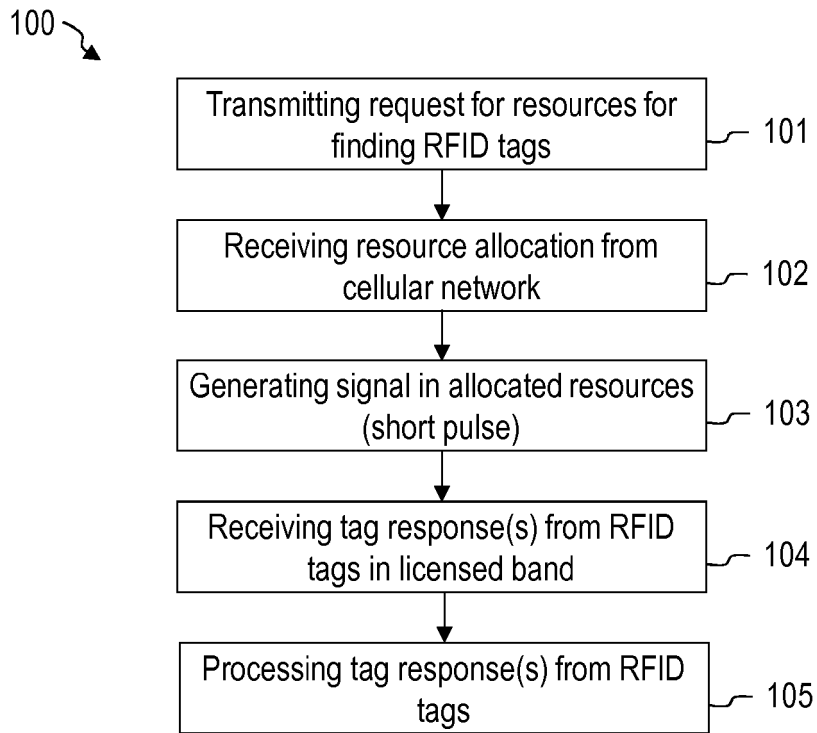 100
Transmitting request for resources for
finding RFID tags
101
Receiving resource allocation from
cellular network
102
Generating signal in allocated resources
(short pulse)
103
Receiving tag response(s) from RFID
tags in licensed band
104
Processing tag response(s) from RFID
tags
105